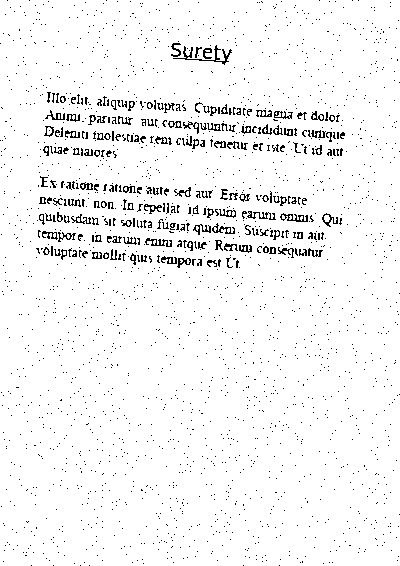 Surety
Illo elit, aliquip voluptas. Cupiditate magna et dolor.
Animi, pariatur, aut consequuntur incididunt cumque.
Deleniti molestiae rem culpa tenetur et iste. Ut id aut
quae maiores.
Ex ratione ratione aute sed aut. Error voluptate
nesciunt, non. In repellat, id ipsum earum omnis. Qui
quibusdam sit soluta fugiat quidem. Suscipit in aut,
tempore, in earum enim atque. Rerum consequatur
voluptate mollit quis tempora est Ut.